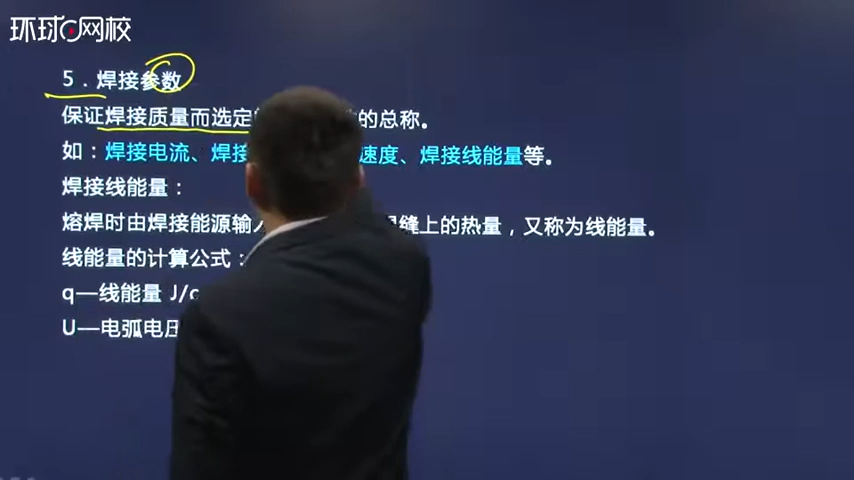 环球网校
5．焊接参数
保证焊接质量而选定的总称。
如：焊接电流、焊接速度、焊接线能量等。
焊接线能量：
熔焊时由焊接能源输入缝上的热量，又称为线能量。
线能量的计算公式：
q—线能量 J/c
U—电弧电压